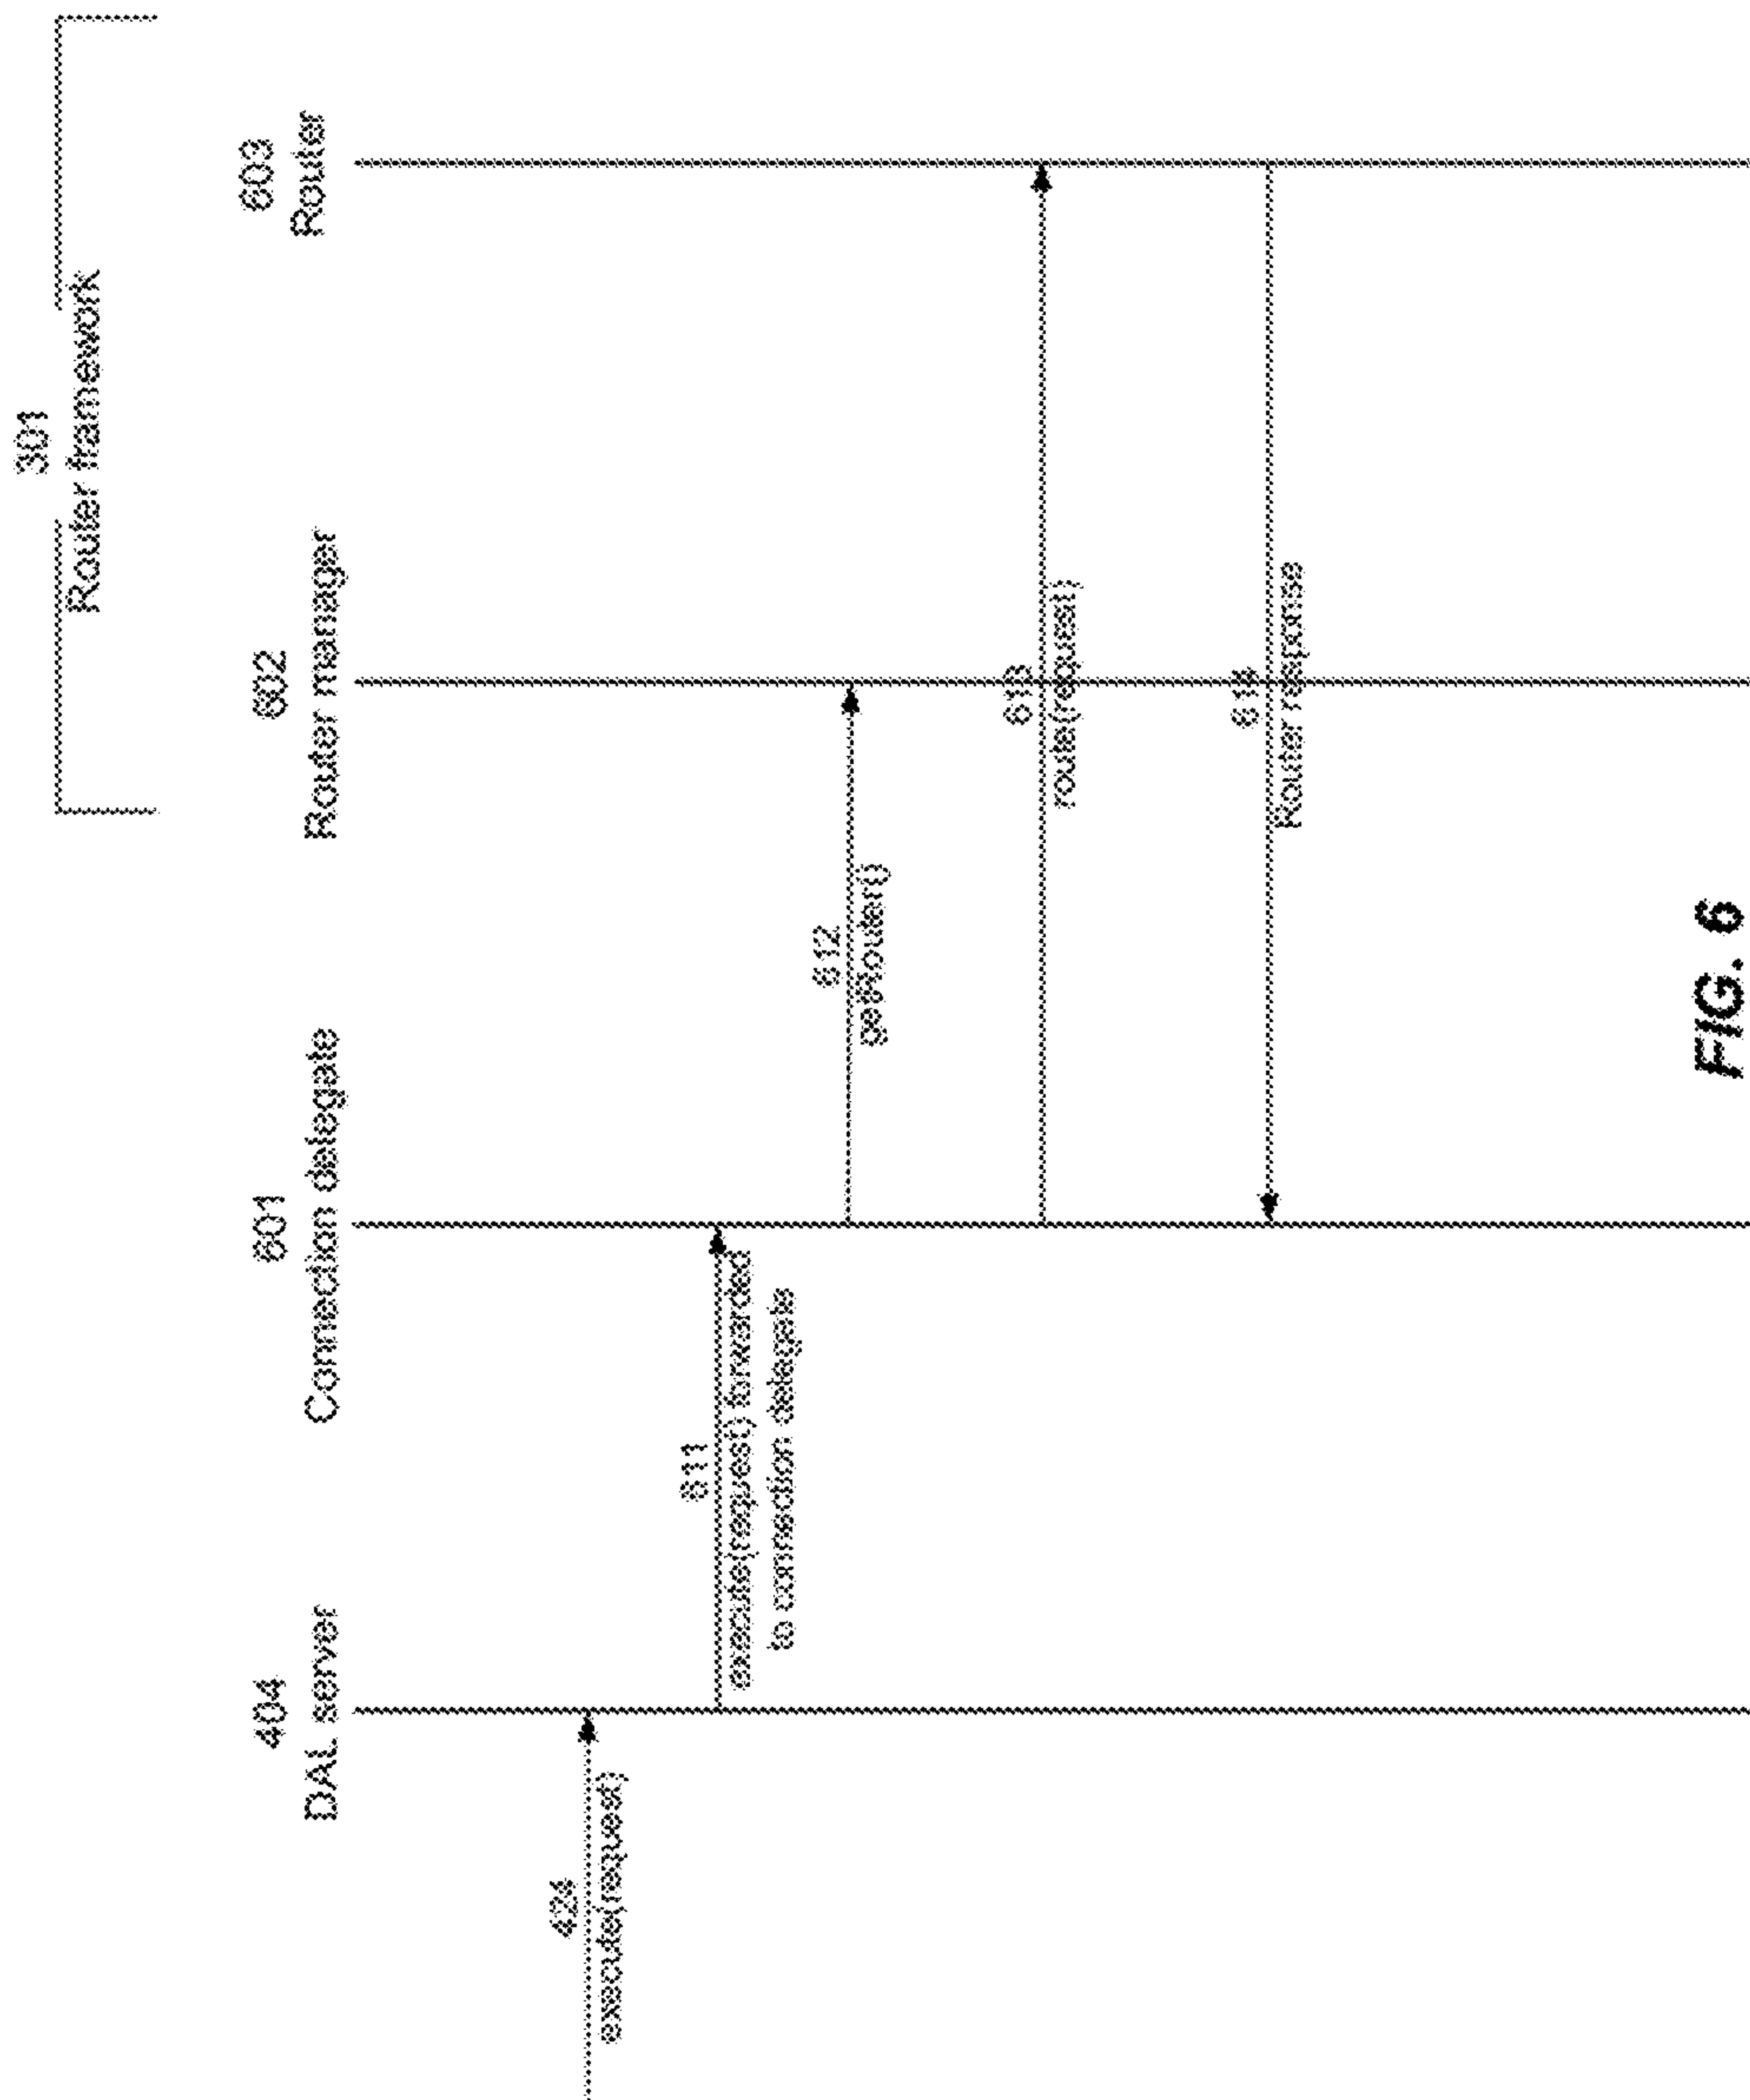 301
Router framework
404
DAL server
601
Connection delegate
602
Router manager
603
Router
424
execute(request)
611
execute(request) forwarded
to connection delegate
612
getRouter()
613
route(request)
614
Router response
FIG. 6